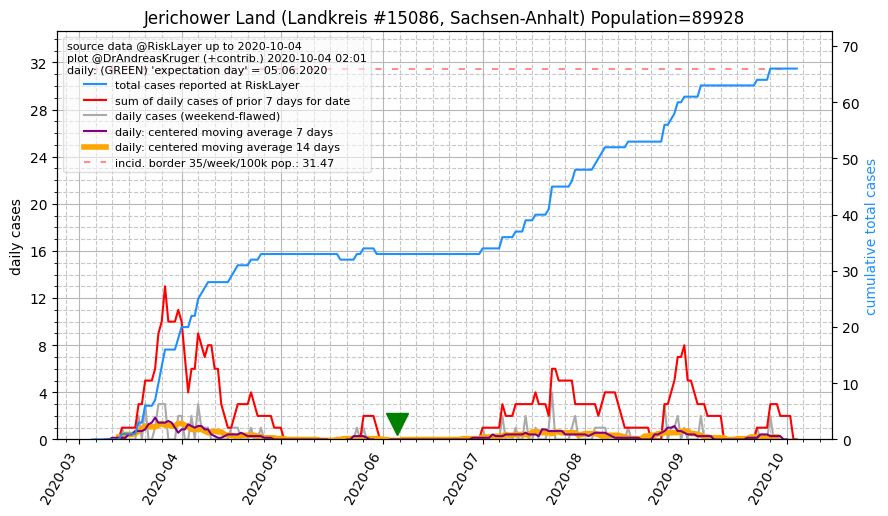 Jerichower Land (Landkreis #15086, Sachsen-Anhalt) Population=89928
source data @RiskLayer up to 2020-10-04
plot @DrAndreasKruger (+contrib.) 2020-10-04 02:01
daily: (GREEN) 'expectation day' = 05.06.2020
total cases reported at RiskLayer
sum of daily cases of prior 7 days for date
daily cases (weekend-flawed)
daily: centered moving average 7 days
daily: centered moving average 14 days
incid. border 35/week/100k pop.: 31.47
daily cases
32
28
24
20
16
12
8
4
0
cumulative total cases
70
60
50
40
30
20
10
0
2020-03
2020-04
2020-05
2020-06
2020-07
2020-08
2020-09
2020-10